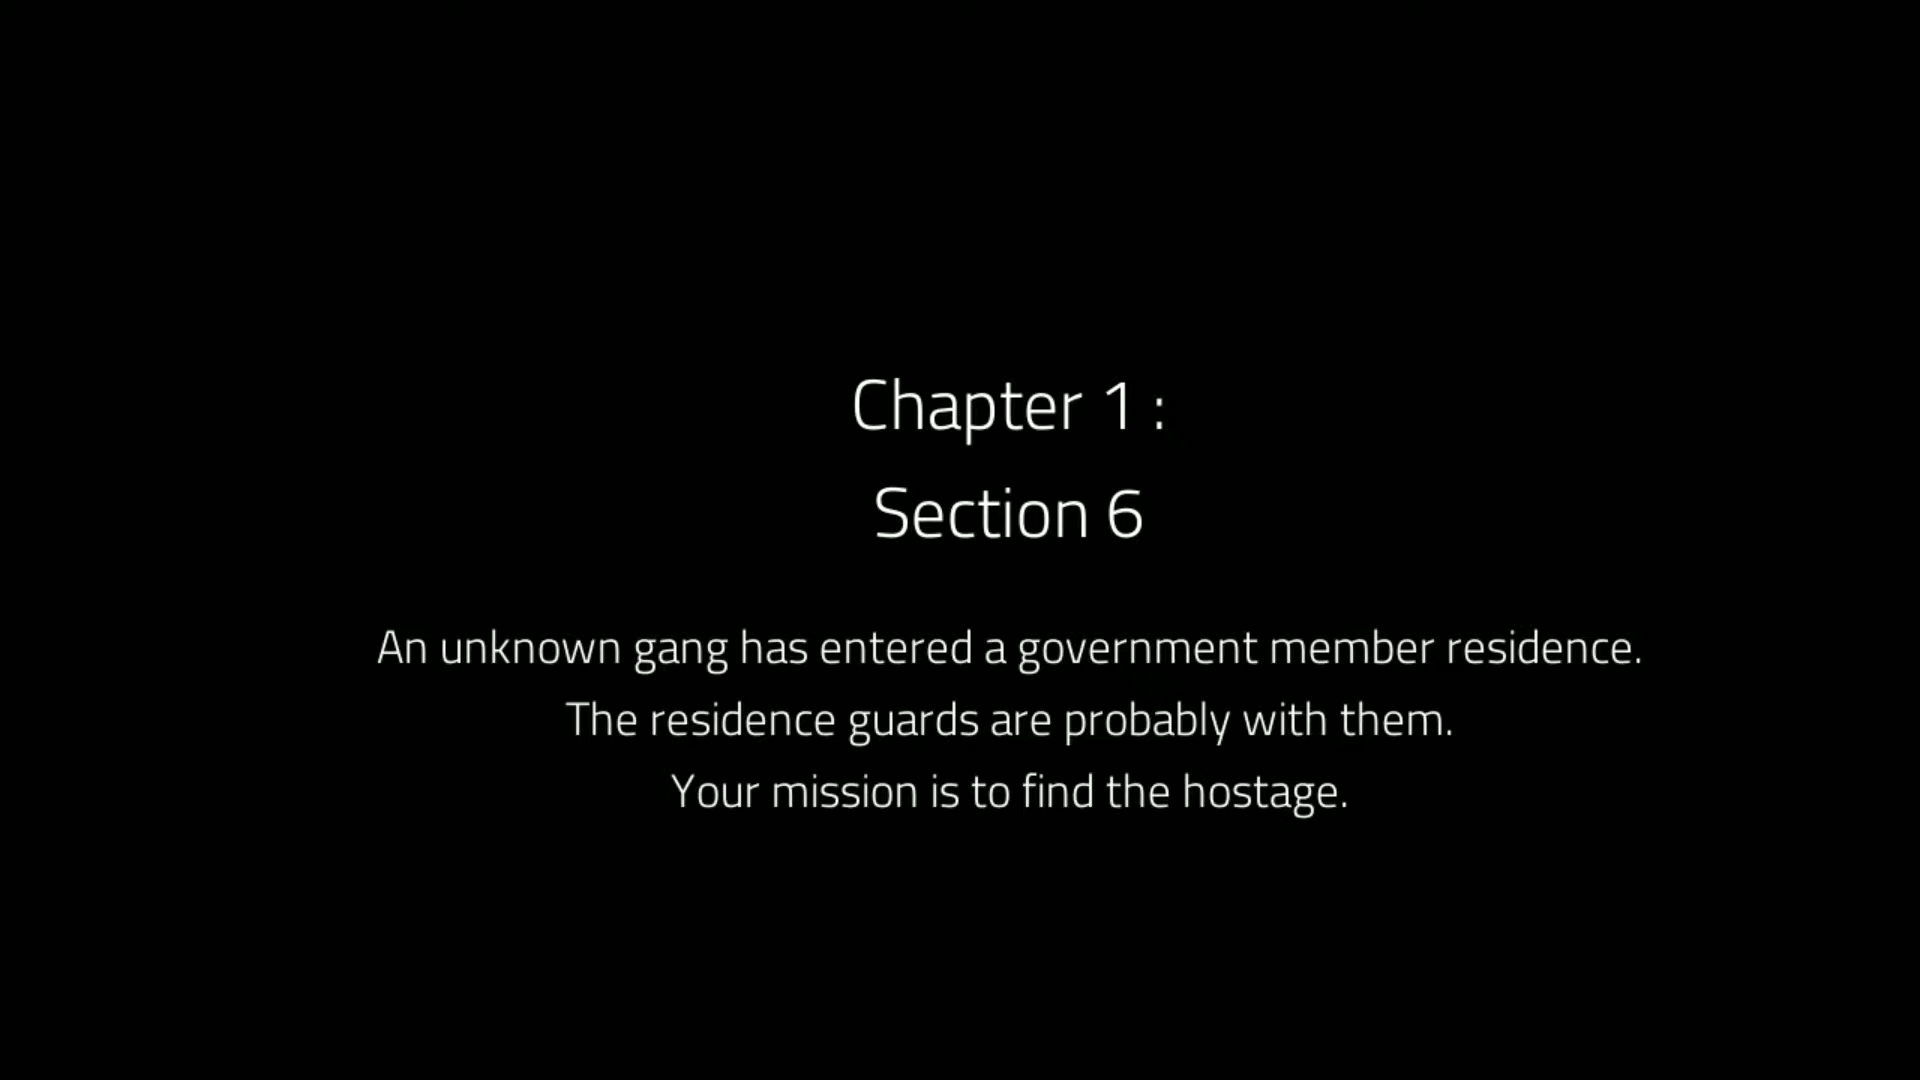 Chapter 1 :
Section 6
An unknown gang has entered a government member residence.
The residence guards are probably with them.
Your mission is to find the hostage.